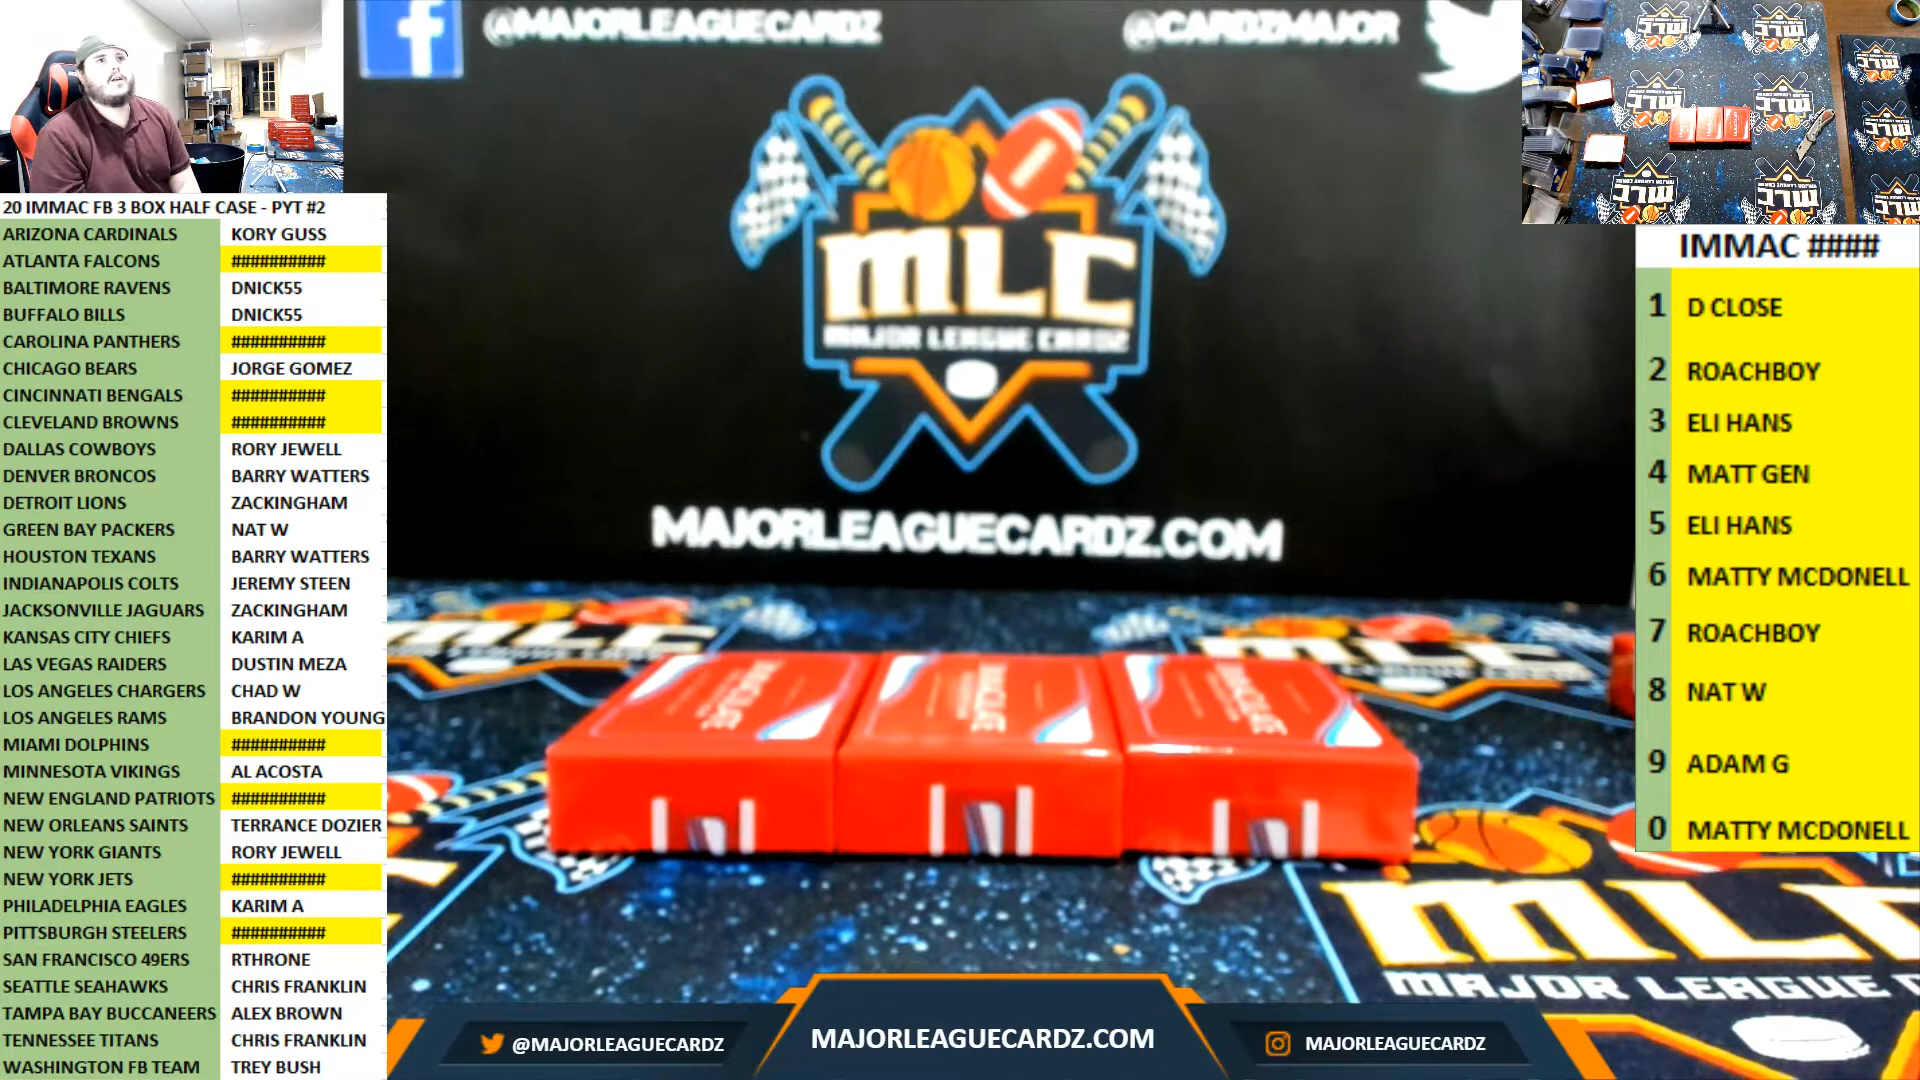 @MAJORLEAGUECARDZ
@CARDZMAJOR
MLC
MAJOR LEAGUE CARDZ
MAJORLEAGUECARDZ.COM
20 IMMAC FB 3 BOX HALF CASE - PYT #2
ARIZONA CARDINALS KORY GUSS
ATLANTA FALCONS ##########
BALTIMORE RAVENS DNICK55
BUFFALO BILLS DNICK55
CAROLINA PANTHERS ##########
CHICAGO BEARS JORGE GOMEZ
CINCINNATI BENGALS ##########
CLEVELAND BROWNS ##########
DALLAS COWBOYS RORY JEWELL
DENVER BRONCOS BARRY WATTERS
DETROIT LIONS ZACKINGHAM
GREEN BAY PACKERS NAT W
HOUSTON TEXANS BARRY WATTERS
INDIANAPOLIS COLTS JEREMY STEEN
JACKSONVILLE JAGUARS ZACKINGHAM
KANSAS CITY CHIEFS KARIM A
LAS VEGAS RAIDERS DUSTIN MEZA
LOS ANGELES CHARGERS CHAD W
LOS ANGELES RAMS BRANDON YOUNG
MIAMI DOLPHINS ##########
MINNESOTA VIKINGS AL ACOSTA
NEW ENGLAND PATRIOTS ##########
NEW ORLEANS SAINTS TERRANCE DOZIER
NEW YORK GIANTS RORY JEWELL
NEW YORK JETS ##########
PHILADELPHIA EAGLES KARIM A
PITTSBURGH STEELERS ##########
SAN FRANCISCO 49ERS RTHRONE
SEATTLE SEAHAWKS CHRIS FRANKLIN
TAMPA BAY BUCCANEERS ALEX BROWN
TENNESSEE TITANS CHRIS FRANKLIN
WASHINGTON FB TEAM TREY BUSH
IMMAC ####
1 D CLOSE
2 ROACHBOY
3 ELI HANS
4 MATT GEN
5 ELI HANS
6 MATTY MCDONELL
7 ROACHBOY
8 NAT W
9 ADAM G
0 MATTY MCDONELL
IMMACULATE
IMMACULATE
IMMACULATE
MLC
MAJOR LEAGUE
@MAJORLEAGUECARDZ
MAJORLEAGUECARDZ.COM
MAJORLEAGUECARDZ